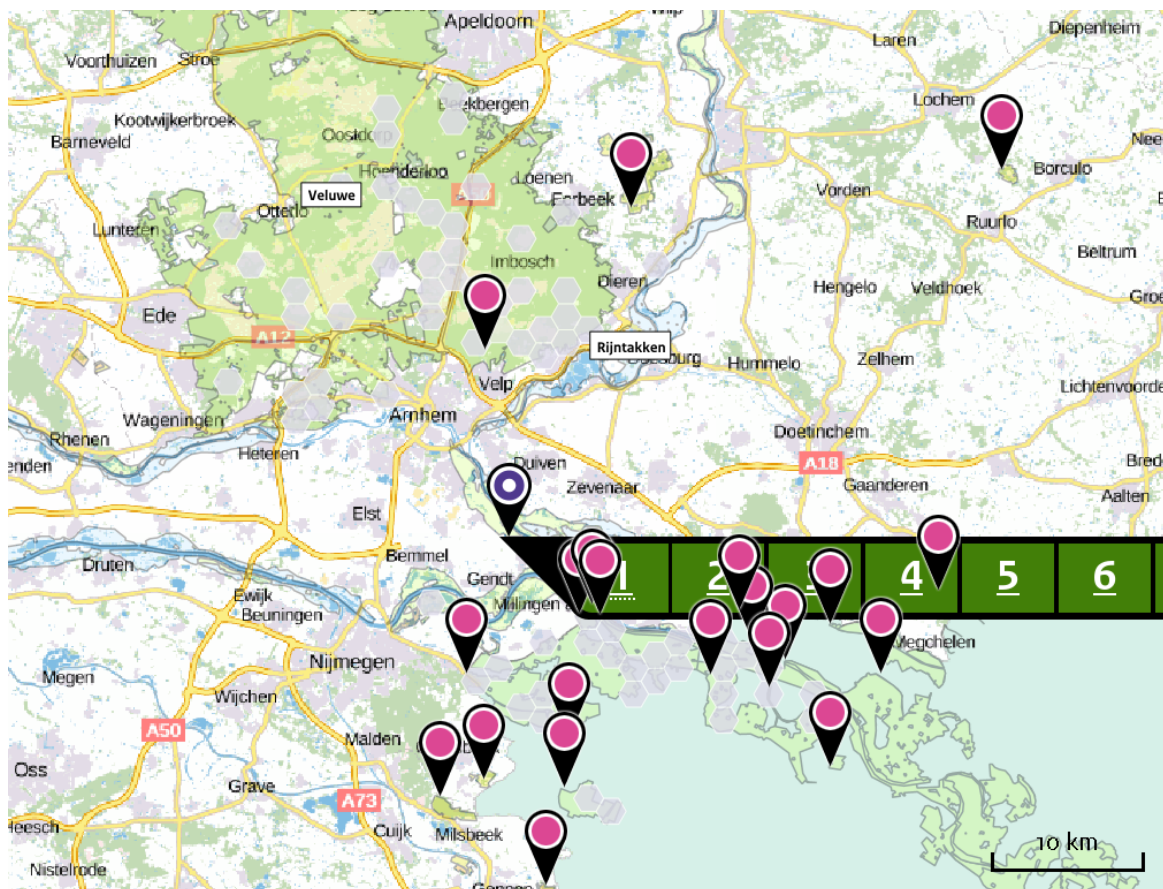 Apeldoorn
Diepenheim
Laren
Voorthuizen
Stroe
Lochem
Beekbergen
Kootwijkerbroek
Barneveld
Oostdorp
Hoenderloo
Loenen
Borculo
Veluwe
Eerbeek
Vorden
Otterlo
Lunteren
Ruurlo
Beltrum
Imbosch
Dieren
Hengelo
Veldhoek
Ede
A12
Rijntakken
Hummelo
Zelhem
Velp
Lichtenvoorde
Wageningen
Arnhem
Rhenen
Doetinchem
Heteren
Duiven
A18
Zevenaar
Gaanderen
Aalten
Elst
Bemmel
Druten
Gendt
1 2 3 4 5 6
Ewijk
Beuningen
Millingen a
Megchelen
Nijmegen
Megen
Wijchen
A50
Malden
Oss
Grave
A73
Cuijk
Milsbeek
Heesch
10 km
Nistelrode